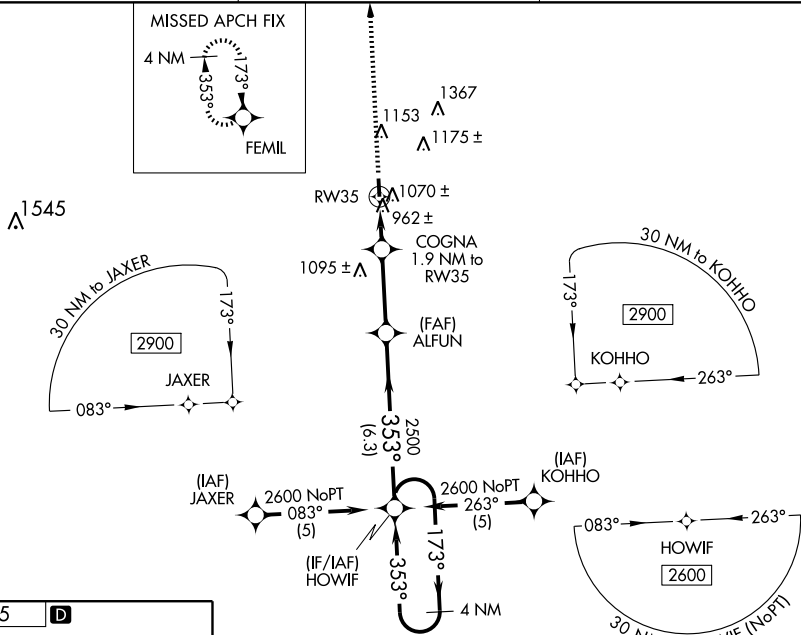 MISSED APCH FIX
4 NM
353°
173°
FEMIL
1367
1153
1175 ±
RW35
1070 ±
962 ±
1545
COGNA
1.9 NM to
RW35
1095 ±
30 NM to JAXER
173°
2900
JAXER
083°
(FAF)
ALFUN
30 NM to KOHHO
173°
2900
KOHHO
263°
2500
353°
(6.3)
(IAF)
JAXER
2600 NoPT
083°
(5)
2600 NoPT
263°
(5)
(IAF)
KOHHO
(IF/IAF)
HOWIF
353°
173°
4 NM
083°
263°
HOWIF
2600
(NoPT)
30
5
D